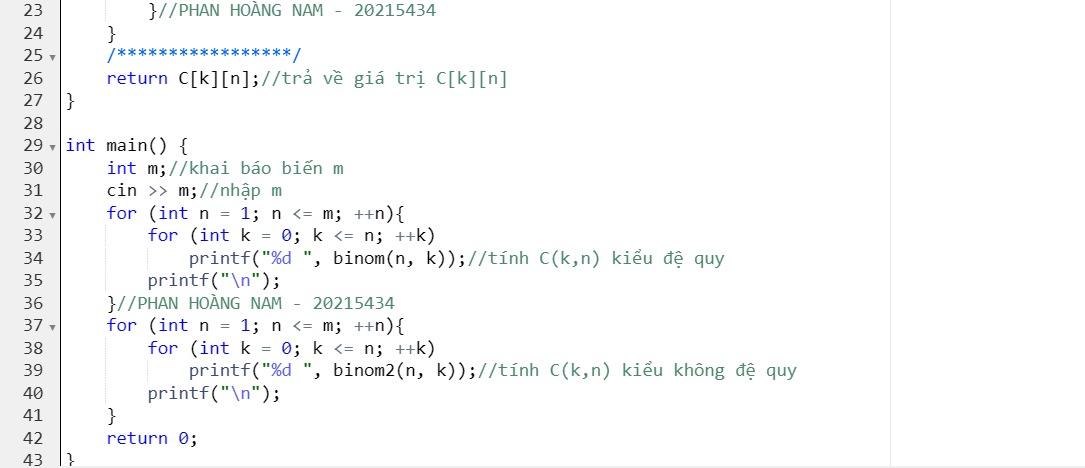 23 }//PHAN HOÀNG NAM - 20215434
24 }
25 /*****************/
26 return C[k][n];//trả về giá trị C[k][n]
27 }
28
29 int main() {
30 int m;//khai báo biến m
31 cin >> m;//nhập m
32 for (int n = 1; n <= m; ++n){
33 for (int k = 0; k <= n; ++k)
34 printf("%d ", binom(n, k));//tính C(k,n) kiểu đệ quy
35 printf("\n");
36 }//PHAN HOÀNG NAM - 20215434
37 for (int n = 1; n <= m; ++n){
38 for (int k = 0; k <= n; ++k)
39 printf("%d ", binom2(n, k));//tính C(k,n) kiểu không đệ quy
40 printf("\n");
41 }
42 return 0;
43 }